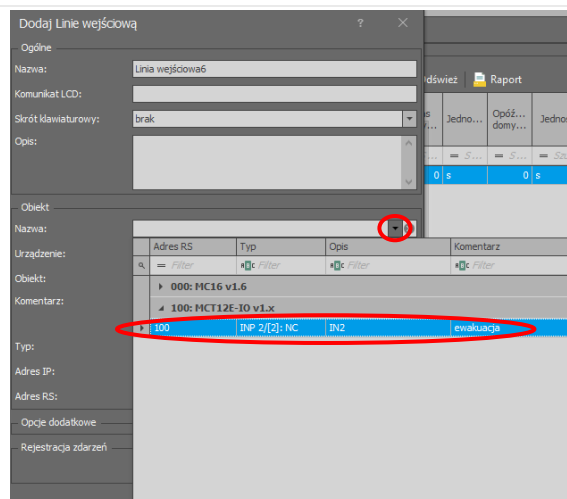 Dodaj Linie wejściową ? ×
Ogólne
Nazwa: Linia wejściowa6
Komunikat LCD:
Skrót klawiaturowy: brak
Opis:
Obiekt
Nazwa:
Urządzenie:
Obiekt:
Komentarz:
Typ:
Adres IP:
Adres RS:
Opcje dodatkowe
Rejestracja zdarzeń
Adres RS Typ Opis Komentarz
= Filter Filter Filter Filter
000: MC16 v1.6
100: MCT12E-IO v1.x
100 INP 2/[2]: NC IN2 ewakuacja
Raport
Jedno... Opóź... domy... Jedno
= S... = S... = Szu
0 s 0 s